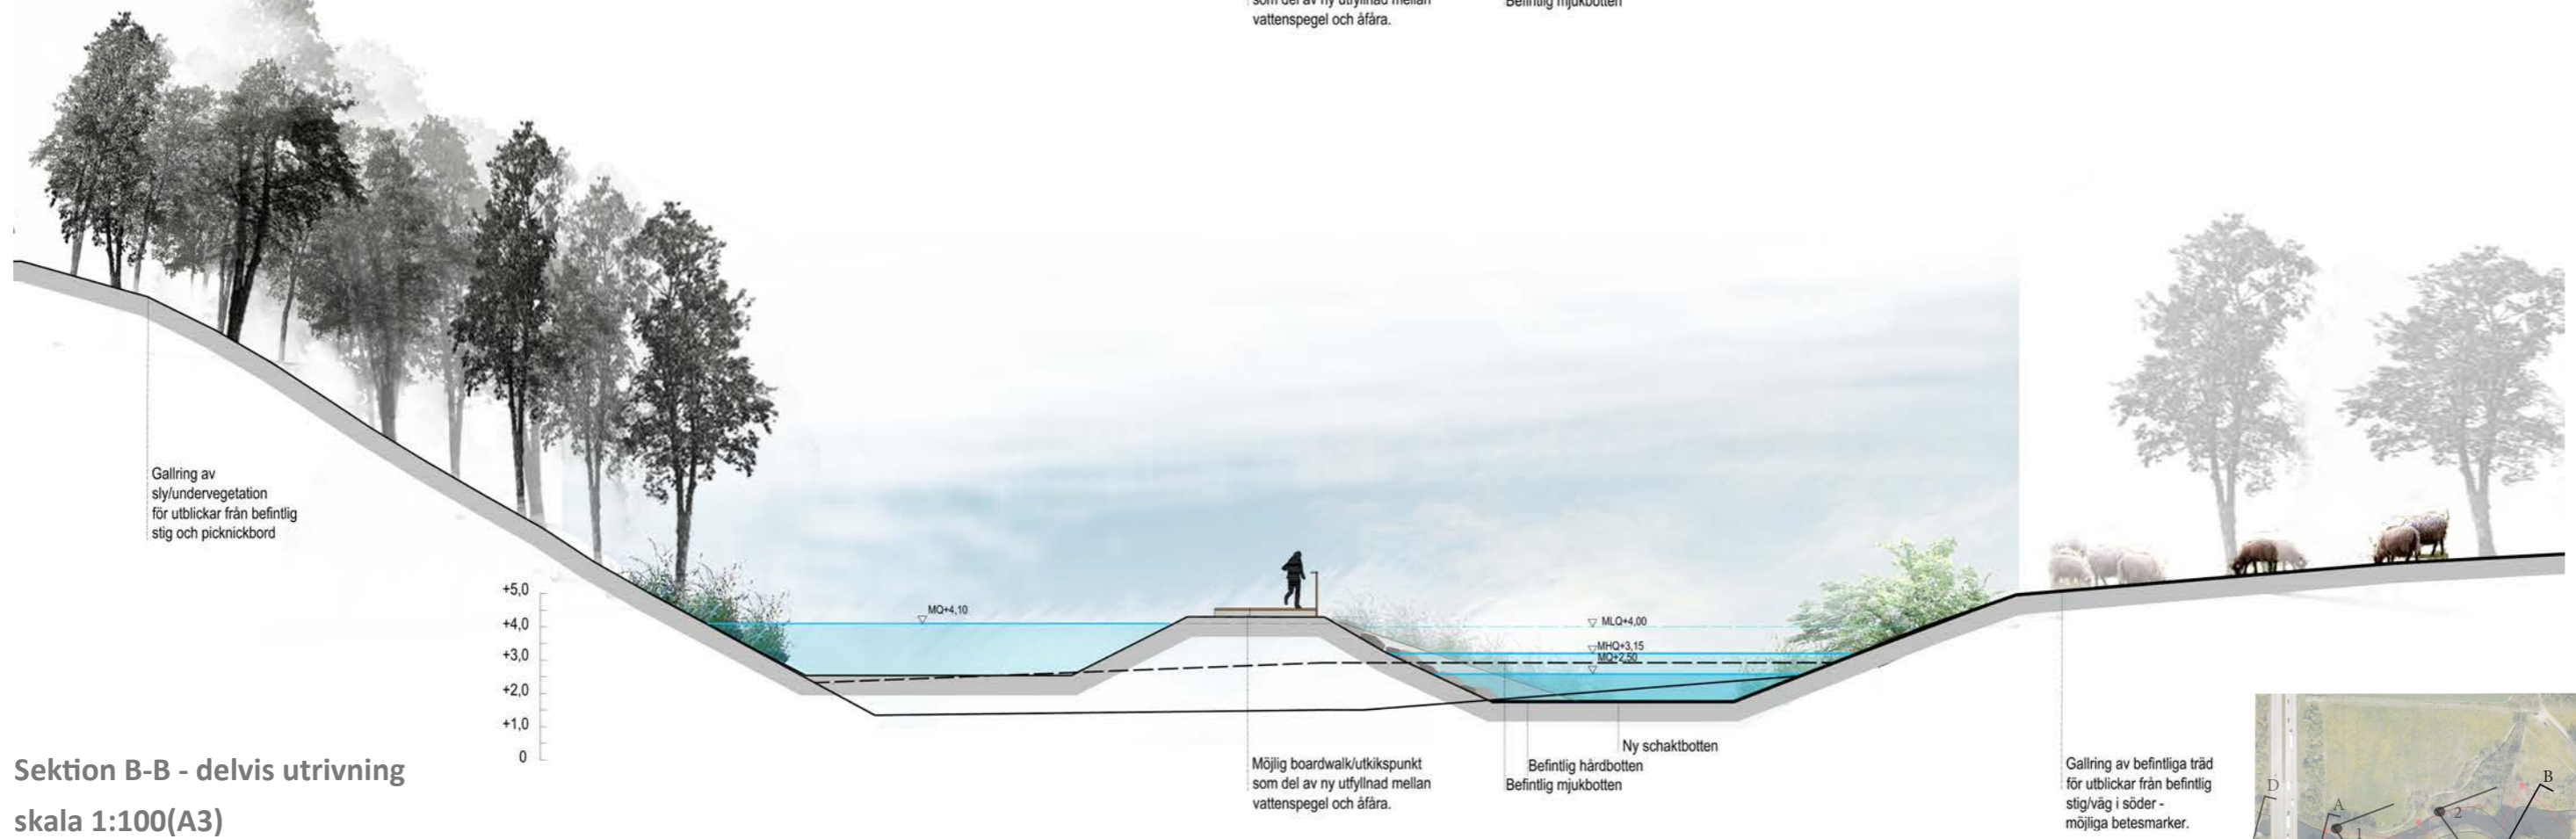 som del av ny utfyllnad mellan
vattenspegel och åfåra.
Befintlig mjukbotten
Gallring av
sly/undervegetation
för utblickar från befintlig
stig och picknickbord
+5,0
+4,0
+3,0
+2,0
+1,0
0
MQ+4,10
MLQ+4,00
MHQ+3,15
MQ+2,50
Ny schaktbotten
Befintlig hårdbotten
Befintlig mjukbotten
Möjlig boardwalk/utkikspunkt
som del av ny utfyllnad mellan
vattenspegel och åfåra.
Gallring av befintliga träd
för utblickar från befintlig
stig/väg i söder -
möjliga betesmarker.
Sektion B-B - delvis utrivning
skala 1:100(A3)
D
A
1
2
B